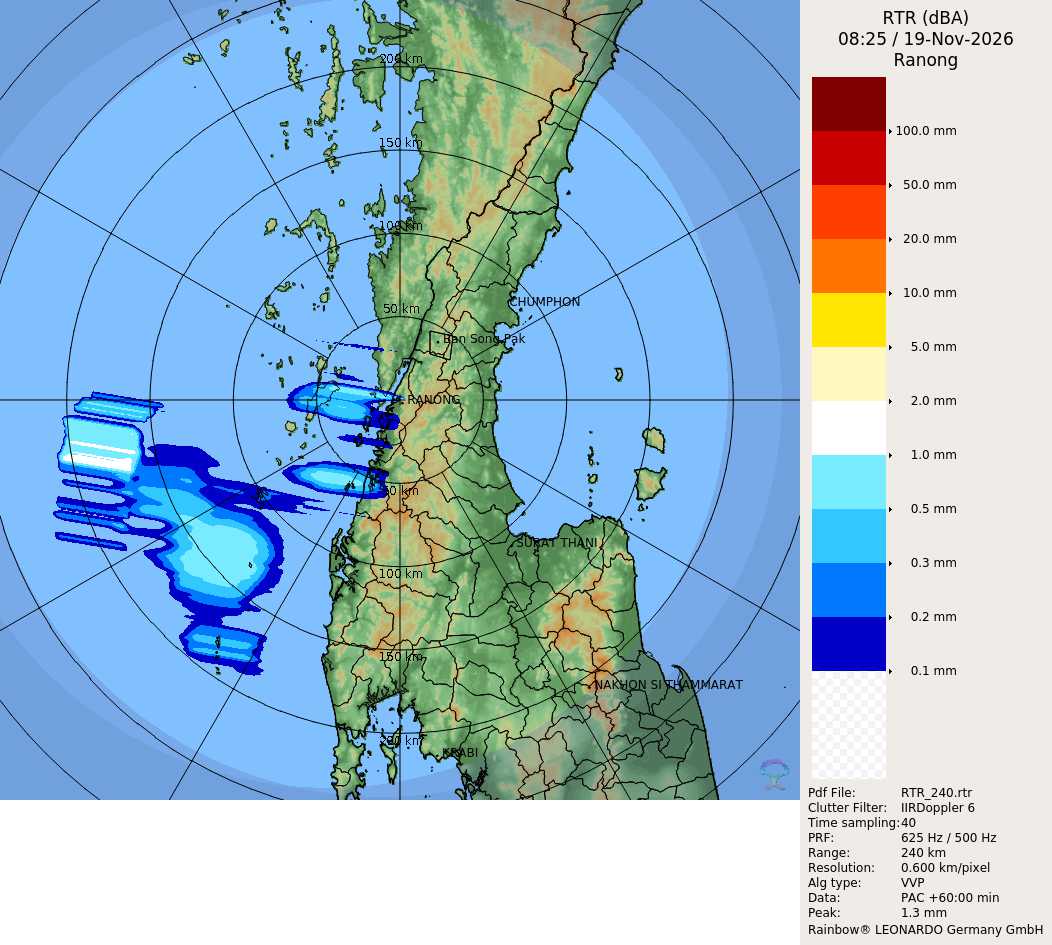 RTR (dBA)
08:25 / 19-Nov-2026
Ranong
200 km
150 km
100 km
50 km
CHUMPHON
Ban Song Pak
RANONG
50 km
SURAT THANI
100 km
150 km
NAKHON SI THAMMARAT
200 km
KRABI
100.0 mm
50.0 mm
20.0 mm
10.0 mm
5.0 mm
2.0 mm
1.0 mm
0.5 mm
0.3 mm
0.2 mm
0.1 mm
Pdf File: RTR_240.rtr
Clutter Filter: IIRDoppler 6
Time sampling:40
PRF: 625 Hz / 500 Hz
Range: 240 km
Resolution: 0.600 km/pixel
Alg type: VVP
Data: PAC +60:00 min
Peak: 1.3 mm
Rainbow® LEONARDO Germany GmbH